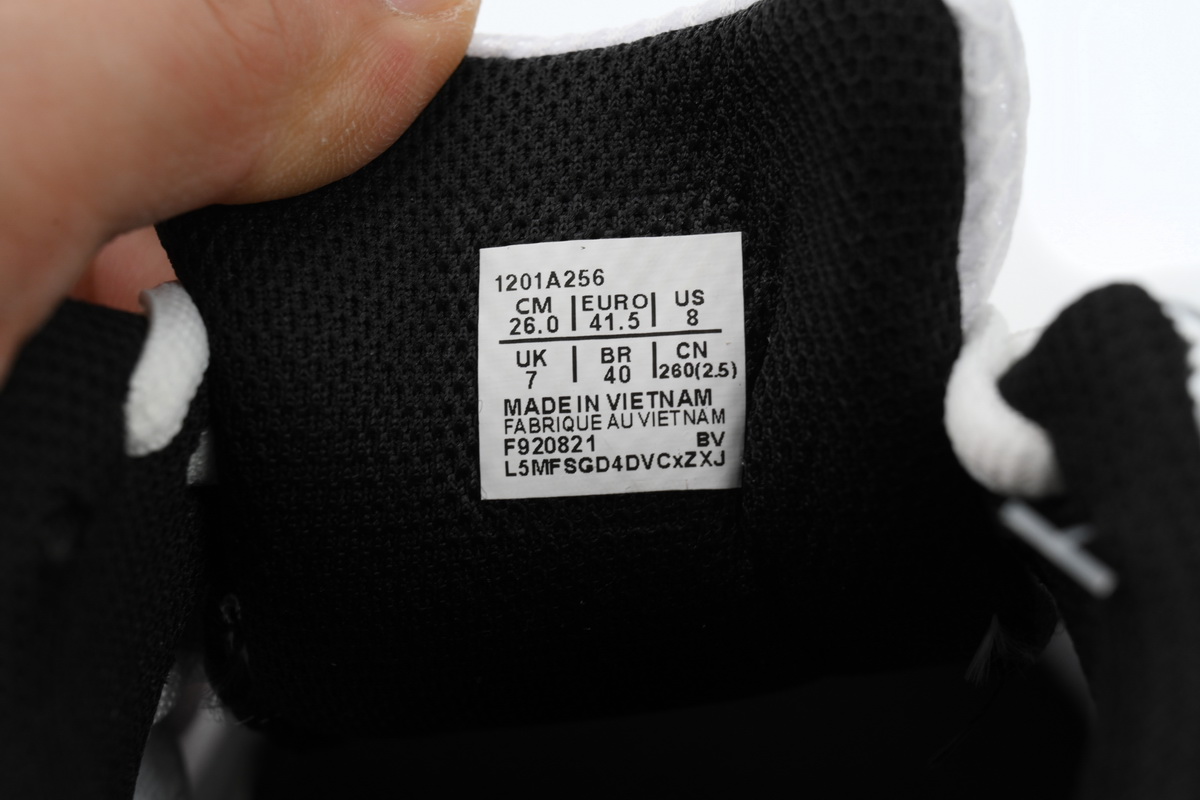 1201A256
CM | EURO | US
26.0 | 41.5 | 8
UK | BR | CN
7 | 40 | 260(2.5)
MADE IN VIETNAM
FABRIQUE AU VIETNAM
F920821 BV
L5MFSGD4DVCxZXJ